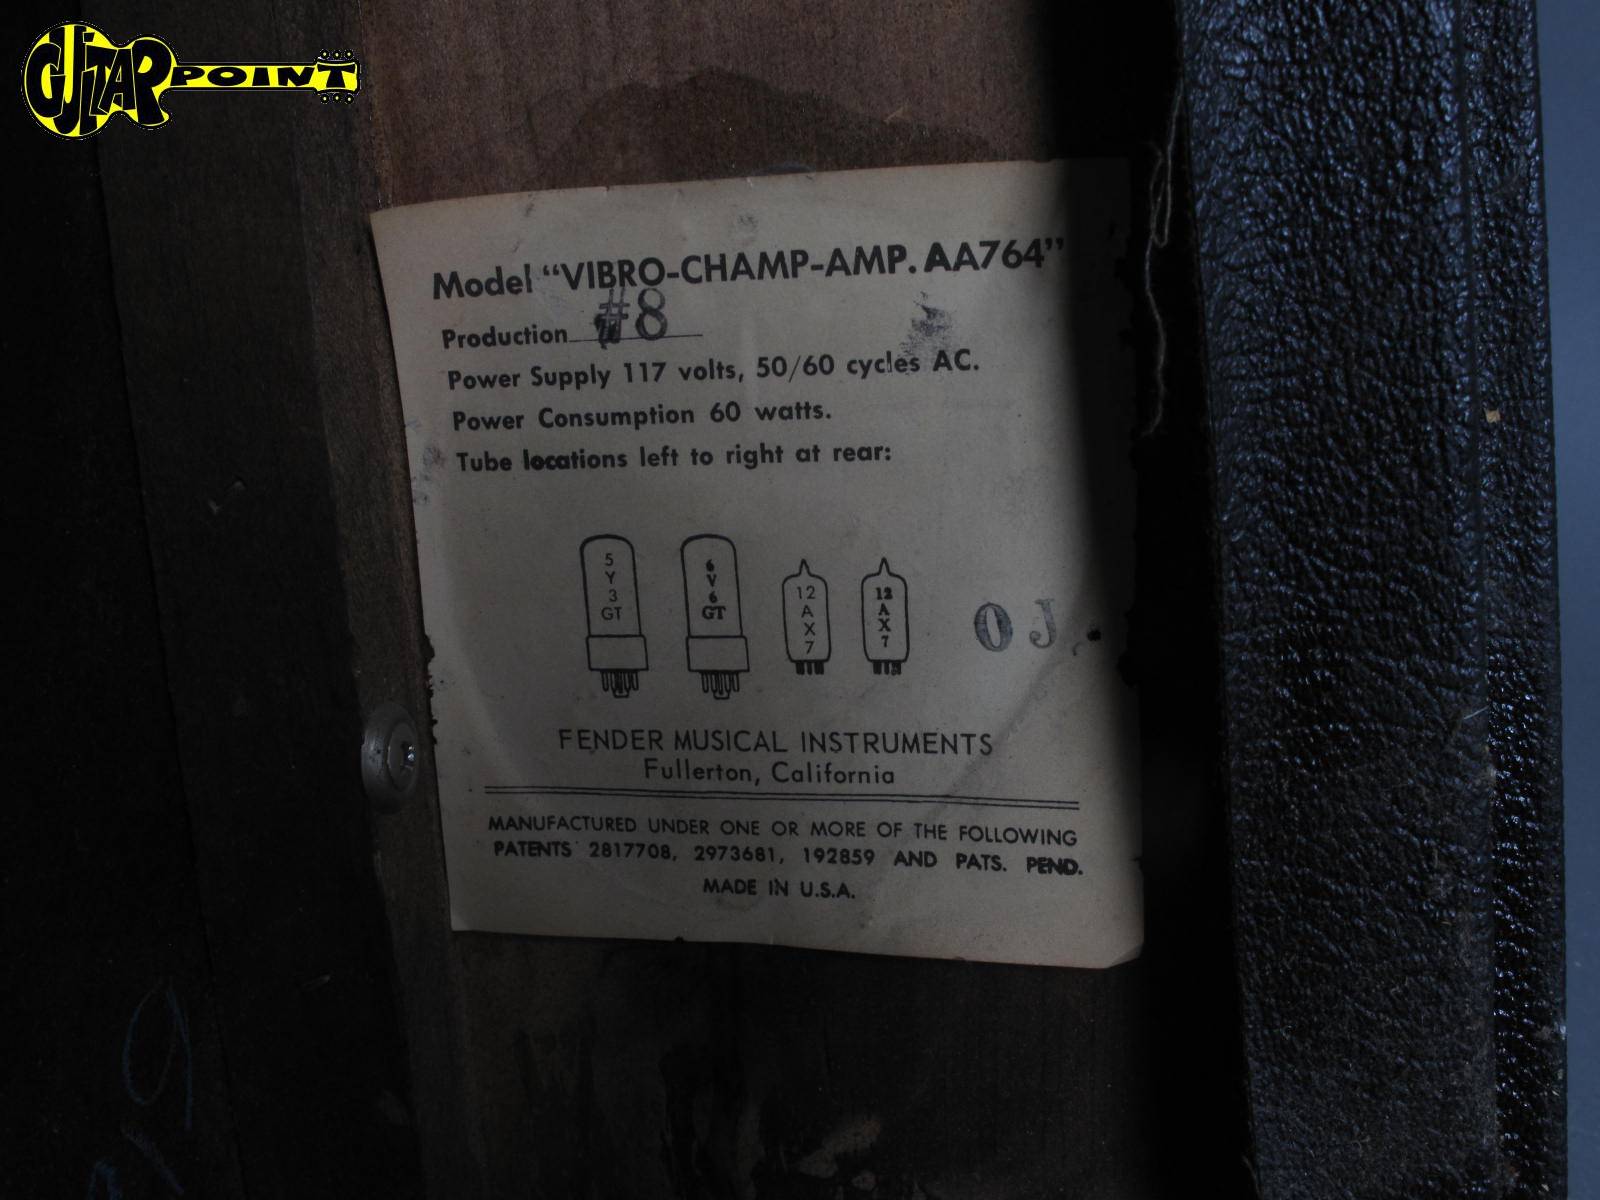 GUITAR POINT
Model “VIBRO-CHAMP-AMP. AA764”
Production #8
Power Supply 117 volts, 50/60 cycles AC.
Power Consumption 60 watts.
Tube locations left to right at rear:
5Y3GT 6V6GT 12AX7 12AX7
OJ
FENDER MUSICAL INSTRUMENTS
Fullerton, California
MANUFACTURED UNDER ONE OR MORE OF THE FOLLOWING
PATENTS 2817708, 2973681, 192859 AND PATS. PEND.
MADE IN U.S.A.